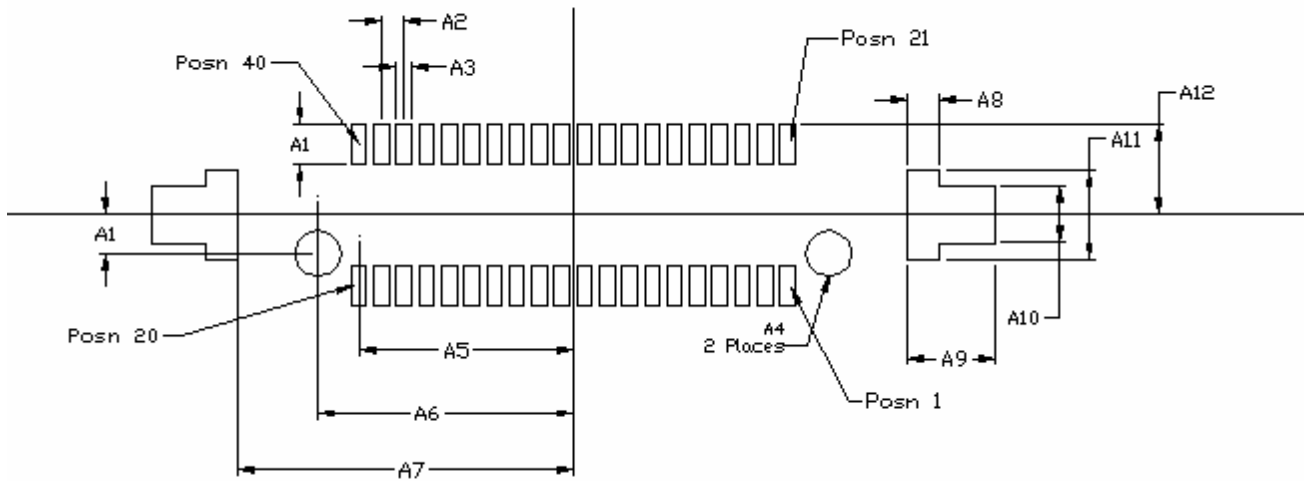 A2
Posn 21
Posn 40
A3
A8
A12
A1
A11
A1
A10
Posn 20
A4
2 Places
A5
A9
Posn 1
A6
A7